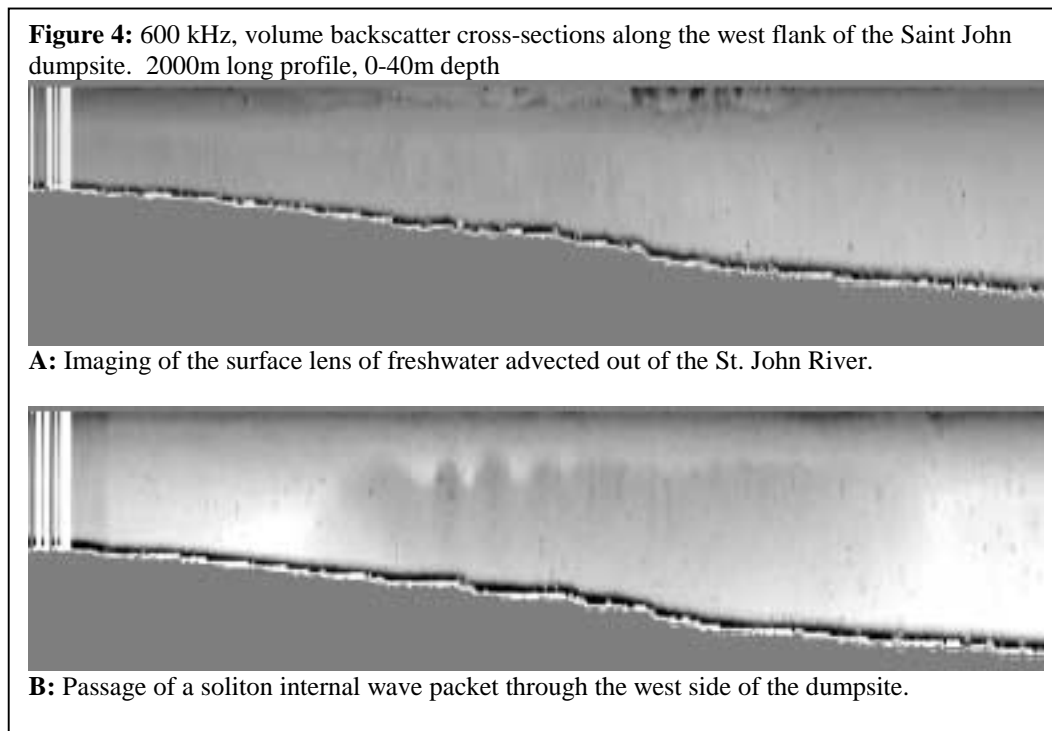 Figure 4: 600 kHz, volume backscatter cross-sections along the west flank of the Saint John
dumpsite. 2000m long profile, 0-40m depth
A: Imaging of the surface lens of freshwater advected out of the St. John River.
B: Passage of a soliton internal wave packet through the west side of the dumpsite.